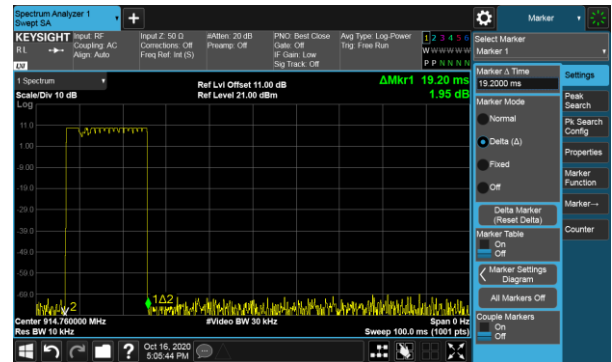 Spectrum Analyzer 1
Swept SA
Marker
KEYSIGHT
RL
LXI
Input: RF
Coupling: AC
Align: Auto
Input Z: 50 Ω
Corrections: Off
Freq Ref: Int (S)
#Atten: 20 dB
Preamp: Off
PNO: Best Close
Gate: Off
IF Gain: Low
Sig Track: Off
Avg Type: Log-Power
Trig: Free Run
1 2 3 4 5 6
W W W W W W
P P N N N N
Select Marker
Marker 1
1 Spectrum
Scale/Div 10 dB
Log
Ref Lvl Offset 11.00 dB
Ref Level 21.00 dBm
ΔMkr1 19.20 ms
1.95 dB
11.0
1.00
-9.00
-19.0
-29.0
-39.0
-49.0
-59.0
-69.0
2
1Δ2
Center 914.760000 MHz
Res BW 10 kHz
#Video BW 30 kHz
Span 0 Hz
Sweep 100.0 ms (1001 pts)
Marker Δ Time
19.2000 ms
Marker Mode
Normal
Delta (Δ)
Fixed
Off
Delta Marker
(Reset Delta)
Marker Table
On
Off
Marker Settings
Diagram
All Markers Off
Couple Markers
On
Off
Settings
Peak
Search
Pk Search
Config
Properties
Marker
Function
Marker→
Counter
?
Oct 16, 2020
5:05:44 PM